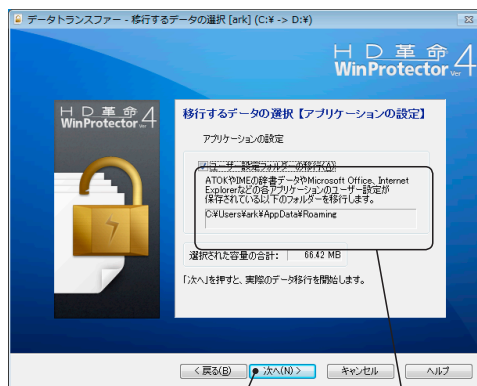 データトランスファー - 移行するデータの選択 [ark] (C:¥ -> D:¥)
HD革命
WinProtector Ver 4
HD革命
WinProtector Ver 4
移行するデータの選択【アプリケーションの設定】
アプリケーションの設定
ユーザー設定フォルダーの移行(A)
ATOKやIMEの辞書データやMicrosoft Office、Internet
Explorerなどの各アプリケーションのユーザー設定が
保存されている以下のフォルダーを移行します。
C:¥Users¥ark¥AppData¥Roaming
選択された容量の合計: 66.42 MB
「次へ」を押すと、実際のデータ移行を開始します。
< 戻る(B) 次へ(N) > キャンセル ヘルプ